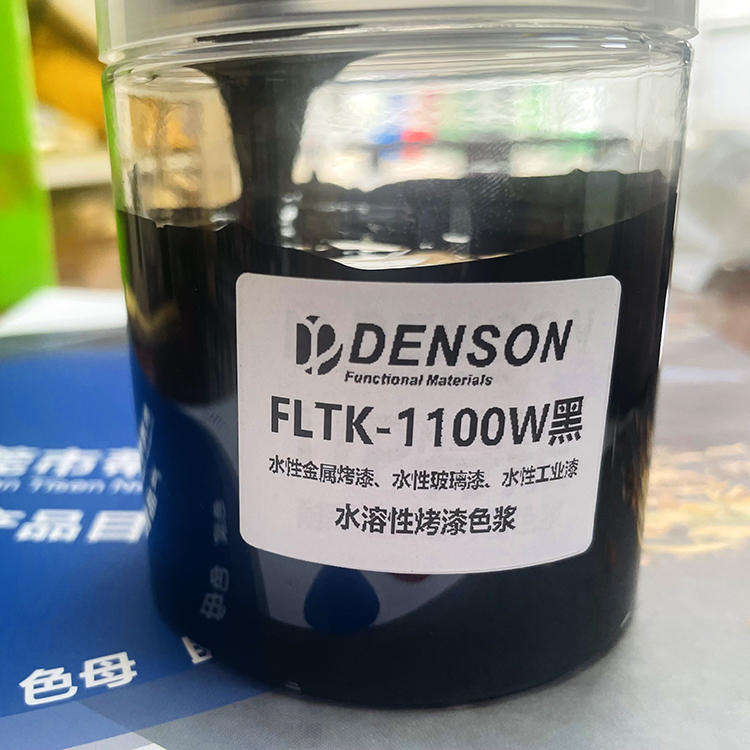 DENSON
Functional Materials
FLTK-1100W黑
水性金属烤漆、水性玻璃漆、水性工业漆
水溶性烤漆色浆
色母